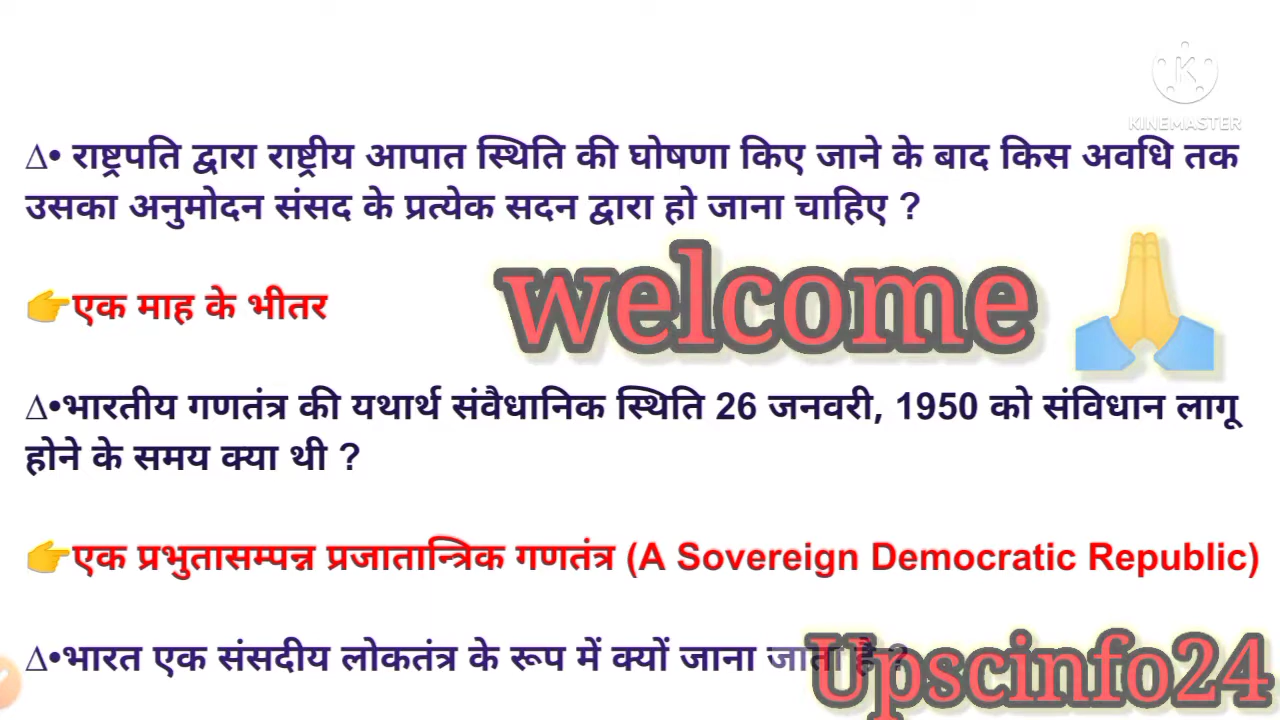 KINEMASTER
∆• राष्ट्रपति द्वारा राष्ट्रीय आपात स्थिति की घोषणा किए जाने के बाद किस अवधि तक
उसका अनुमोदन संसद के प्रत्येक सदन द्वारा हो जाना चाहिए ?
👉एक माह के भीतर
welcome 🙏
∆•भारतीय गणतंत्र की यथार्थ संवैधानिक स्थिति 26 जनवरी, 1950 को संविधान लागू
होने के समय क्या थी ?
👉एक प्रभुतासम्पन्न प्रजातान्त्रिक गणतंत्र (A Sovereign Democratic Republic)
∆•भारत एक संसदीय लोकतंत्र के रूप में क्यों जाना जाता है ?
Upscinfo24